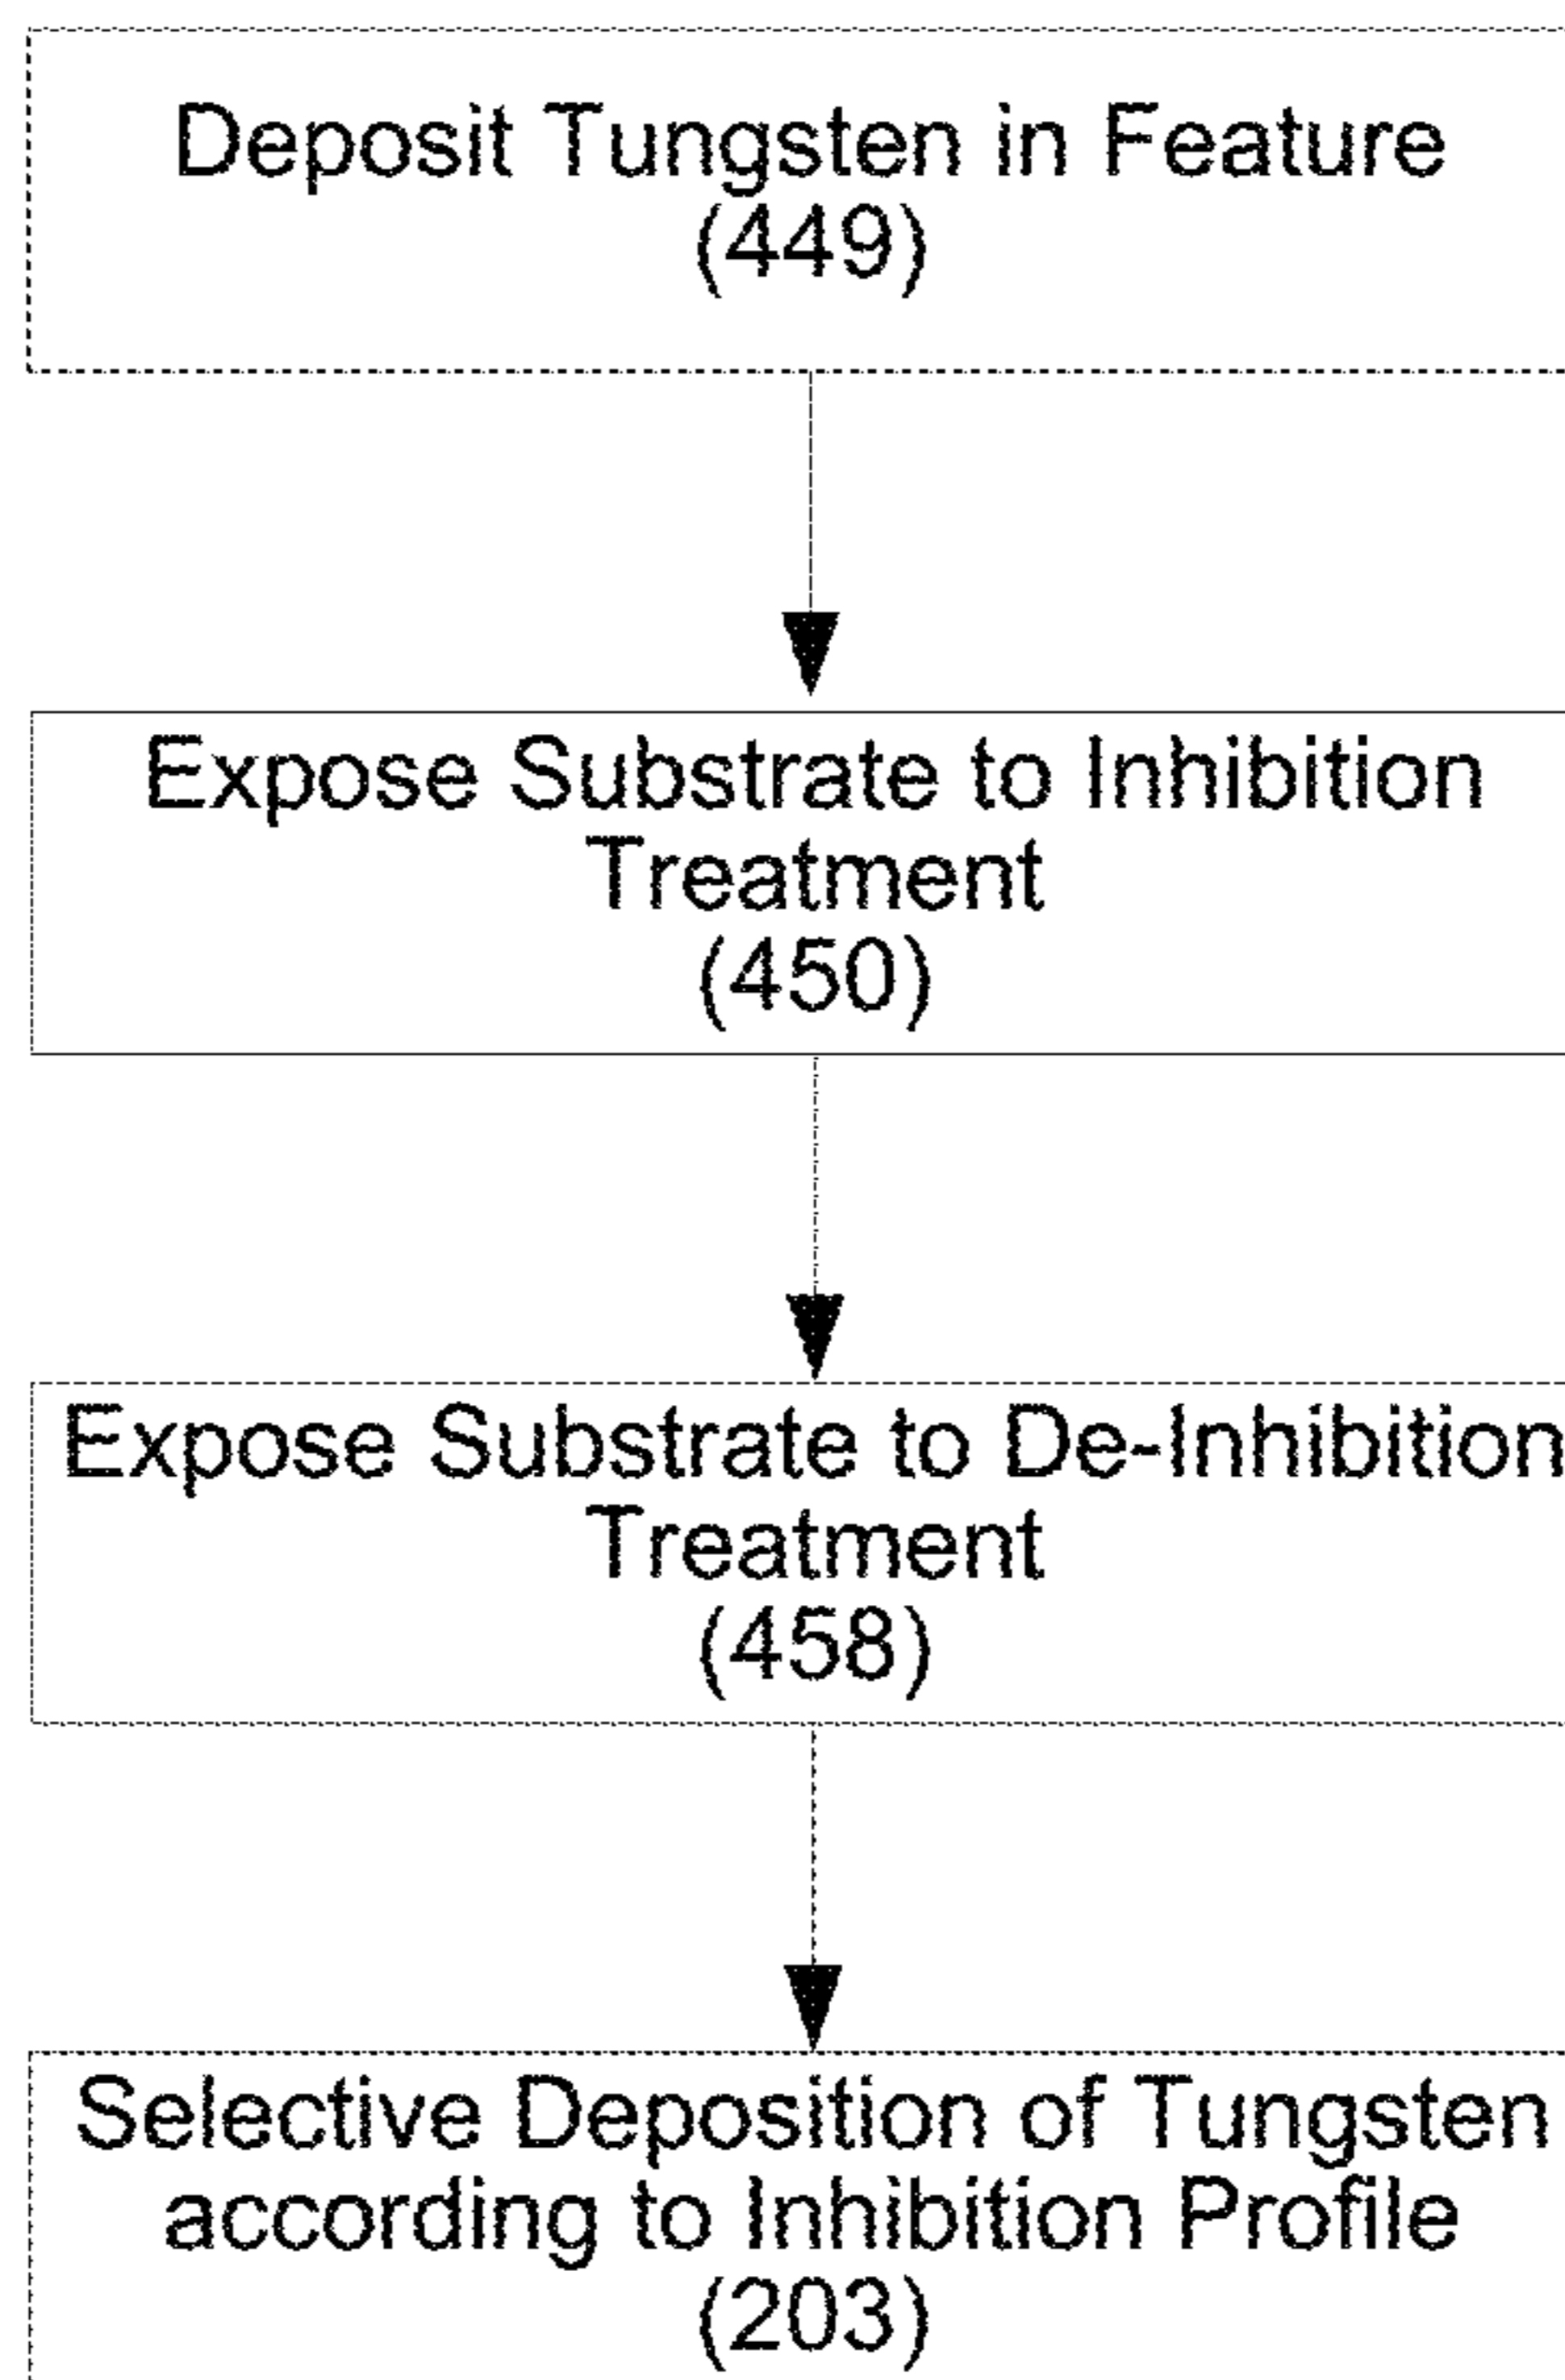 Deposit Tungsten in Feature
(449)
Expose Substrate to Inhibition
Treatment
(450)
Expose Substrate to De-Inhibition
Treatment
(458)
Selective Deposition of Tungsten
according to Inhibition Profile
(203)